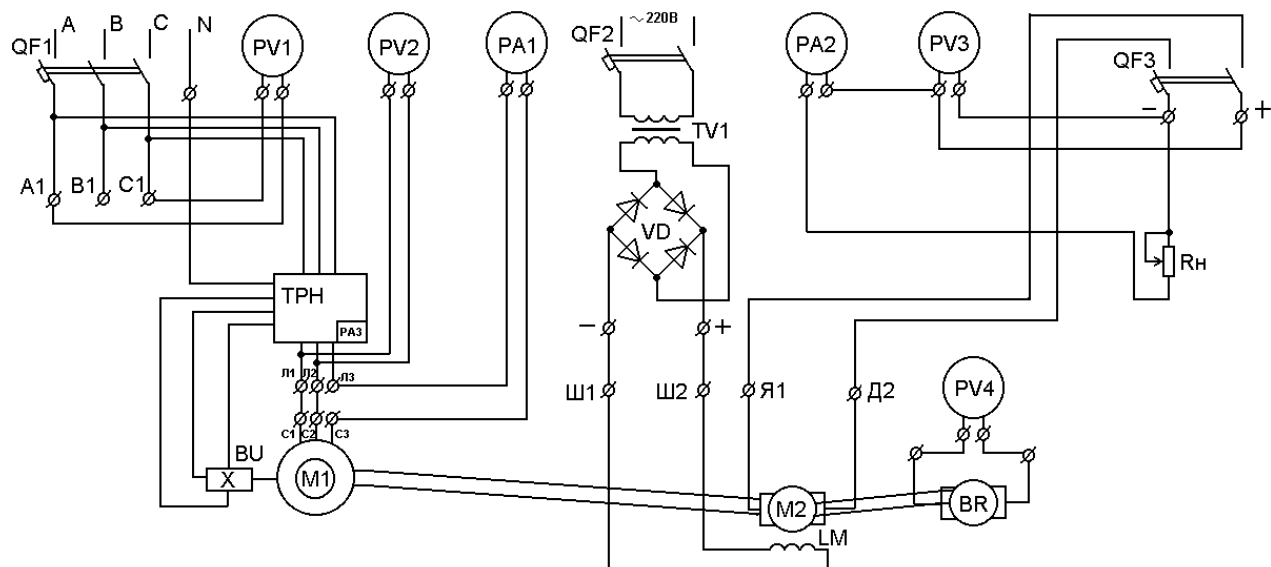 A B C N
QF1
PV1
PV2
PA1
QF2
~220В
PA2
PV3
QF3
TV1
- +
A1 B1 C1
VD
Rн
ТРН
PA3
- +
Л1 Л2 Л3
Ш1 Ш2 Я1 Д2
PV4
C1 C2 C3
BU
X
M1
M2
BR
LM